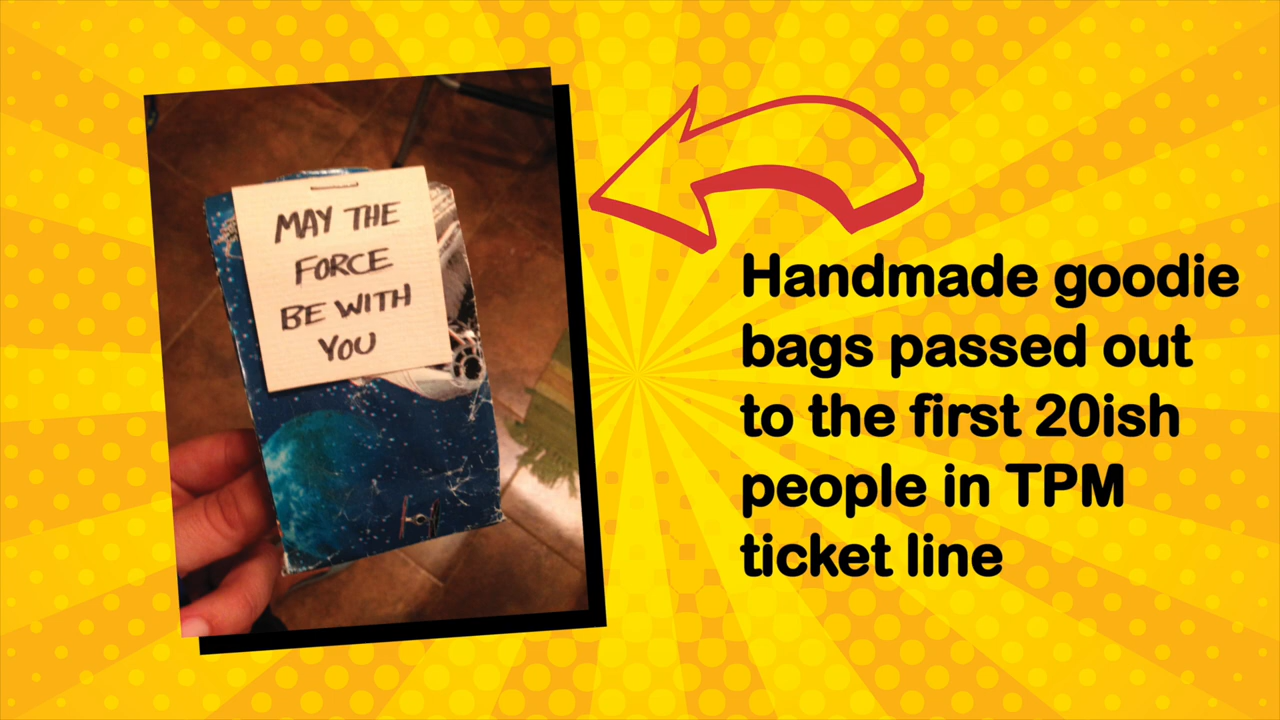 MAY THE
FORCE
BE WITH
YOU
Handmade goodie
bags passed out
to the first 20ish
people in TPM
ticket line